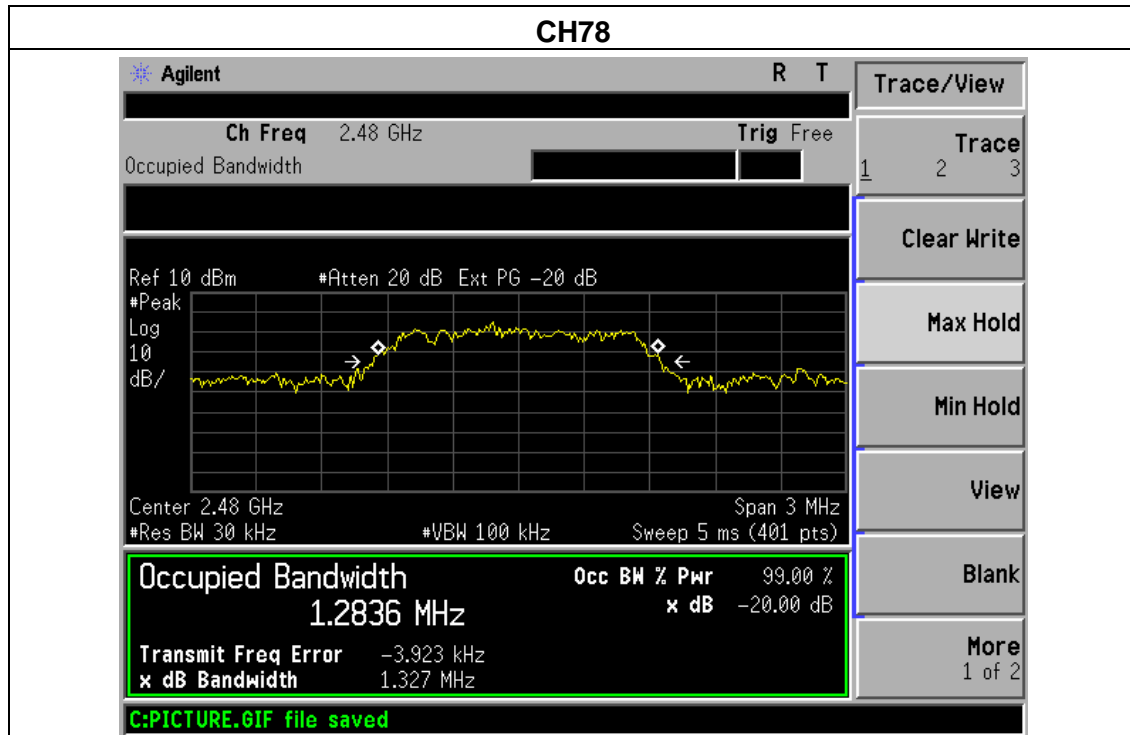 CH78
Agilent R T
Trace/View
Ch Freq 2.48 GHz Trig Free
Occupied Bandwidth
Trace
1 2 3
Clear Write
Max Hold
Min Hold
View
Blank
More
1 of 2
Ref 10 dBm #Atten 20 dB Ext PG -20 dB
#Peak
Log
10
dB/
Center 2.48 GHz Span 3 MHz
#Res BW 30 kHz #VBW 100 kHz Sweep 5 ms (401 pts)
Occupied Bandwidth Occ BW % Pwr 99.00 %
1.2836 MHz x dB -20.00 dB
Transmit Freq Error -3.923 kHz
x dB Bandwidth 1.327 MHz
C:PICTURE.GIF file saved